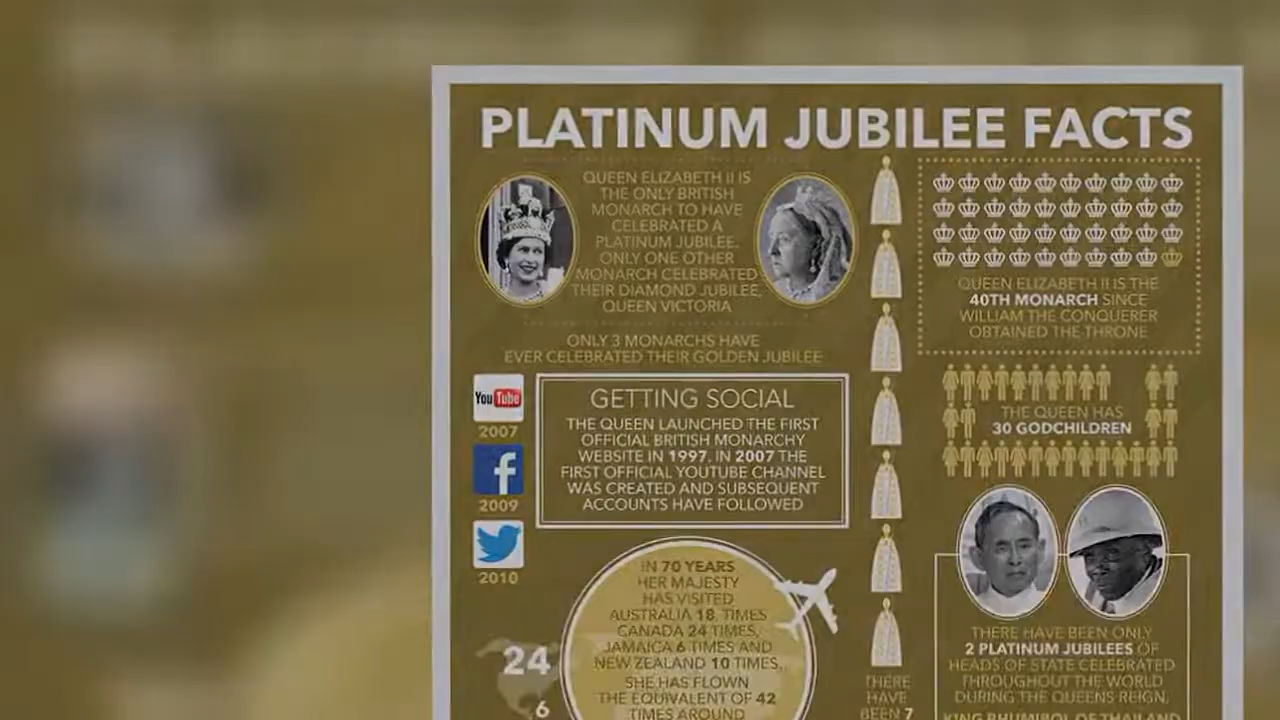 PLATINUM JUBILEE FACTS
QUEEN ELIZABETH II IS
THE ONLY BRITISH
MONARCH TO HAVE
CELEBRATED A
PLATINUM JUBILEE.
ONLY ONE OTHER
MONARCH CELEBRATED
THEIR DIAMOND JUBILEE,
QUEEN VICTORIA
ONLY 3 MONARCHS HAVE
EVER CELEBRATED THEIR GOLDEN JUBILEE
You Tube
2007
f
2009
2010
GETTING SOCIAL
THE QUEEN LAUNCHED THE FIRST
OFFICIAL BRITISH MONARCHY
WEBSITE IN 1997. IN 2007 THE
FIRST OFFICIAL YOUTUBE CHANNEL
WAS CREATED AND SUBSEQUENT
ACCOUNTS HAVE FOLLOWED
IN 70 YEARS
HER MAJESTY
HAS VISITED
AUSTRALIA 18 TIMES
CANADA 24 TIMES,
JAMAICA 6 TIMES AND
NEW ZEALAND 10 TIMES.
SHE HAS FLOWN
THE EQUIVALENT OF 42
TIMES AROUND
24
6
THERE
HAVE
BEEN 7
QUEEN ELIZABETH II IS THE
40TH MONARCH SINCE
WILLIAM THE CONQUERER
OBTAINED THE THRONE
THE QUEEN HAS
30 GODCHILDREN
THERE HAVE BEEN ONLY
2 PLATINUM JUBILEES OF
HEADS OF STATE CELEBRATED
THROUGHOUT THE WORLD
DURING THE QUEENS REIGN,
KING BHUMIBOL OF THAILAND